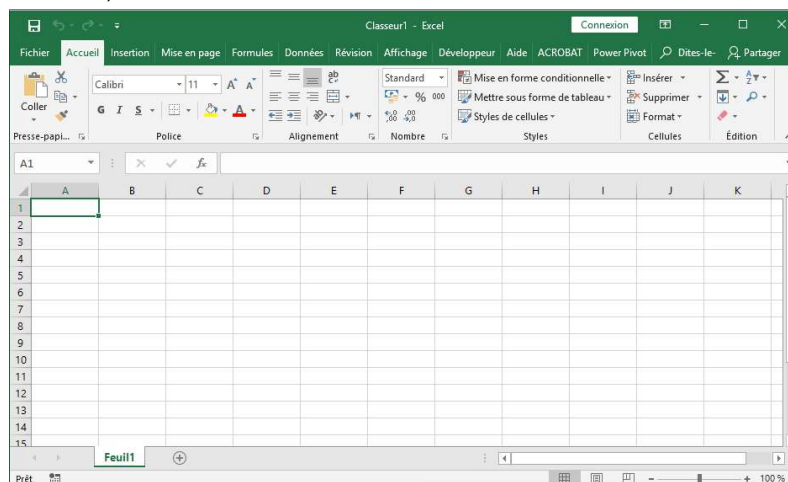 Classeur1 - Excel
Connexion
Fichier Accueil Insertion Mise en page Formules Données Révision Affichage Développeur Aide ACROBAT Power Pivot Dites-le- Partager
Coller
Calibri 11 A A
G I S A
ab
Standard
% 000
Mise en forme conditionnelle
Mettre sous forme de tableau
Styles de cellules
Insérer
Supprimer
Format
Presse-papi... Police Alignement Nombre Styles Cellules Édition
A1 fx
A B C D E F G H I J K
1
2
3
4
5
6
7
8
9
10
11
12
13
14
15
Feuil1
Prêt 100 %